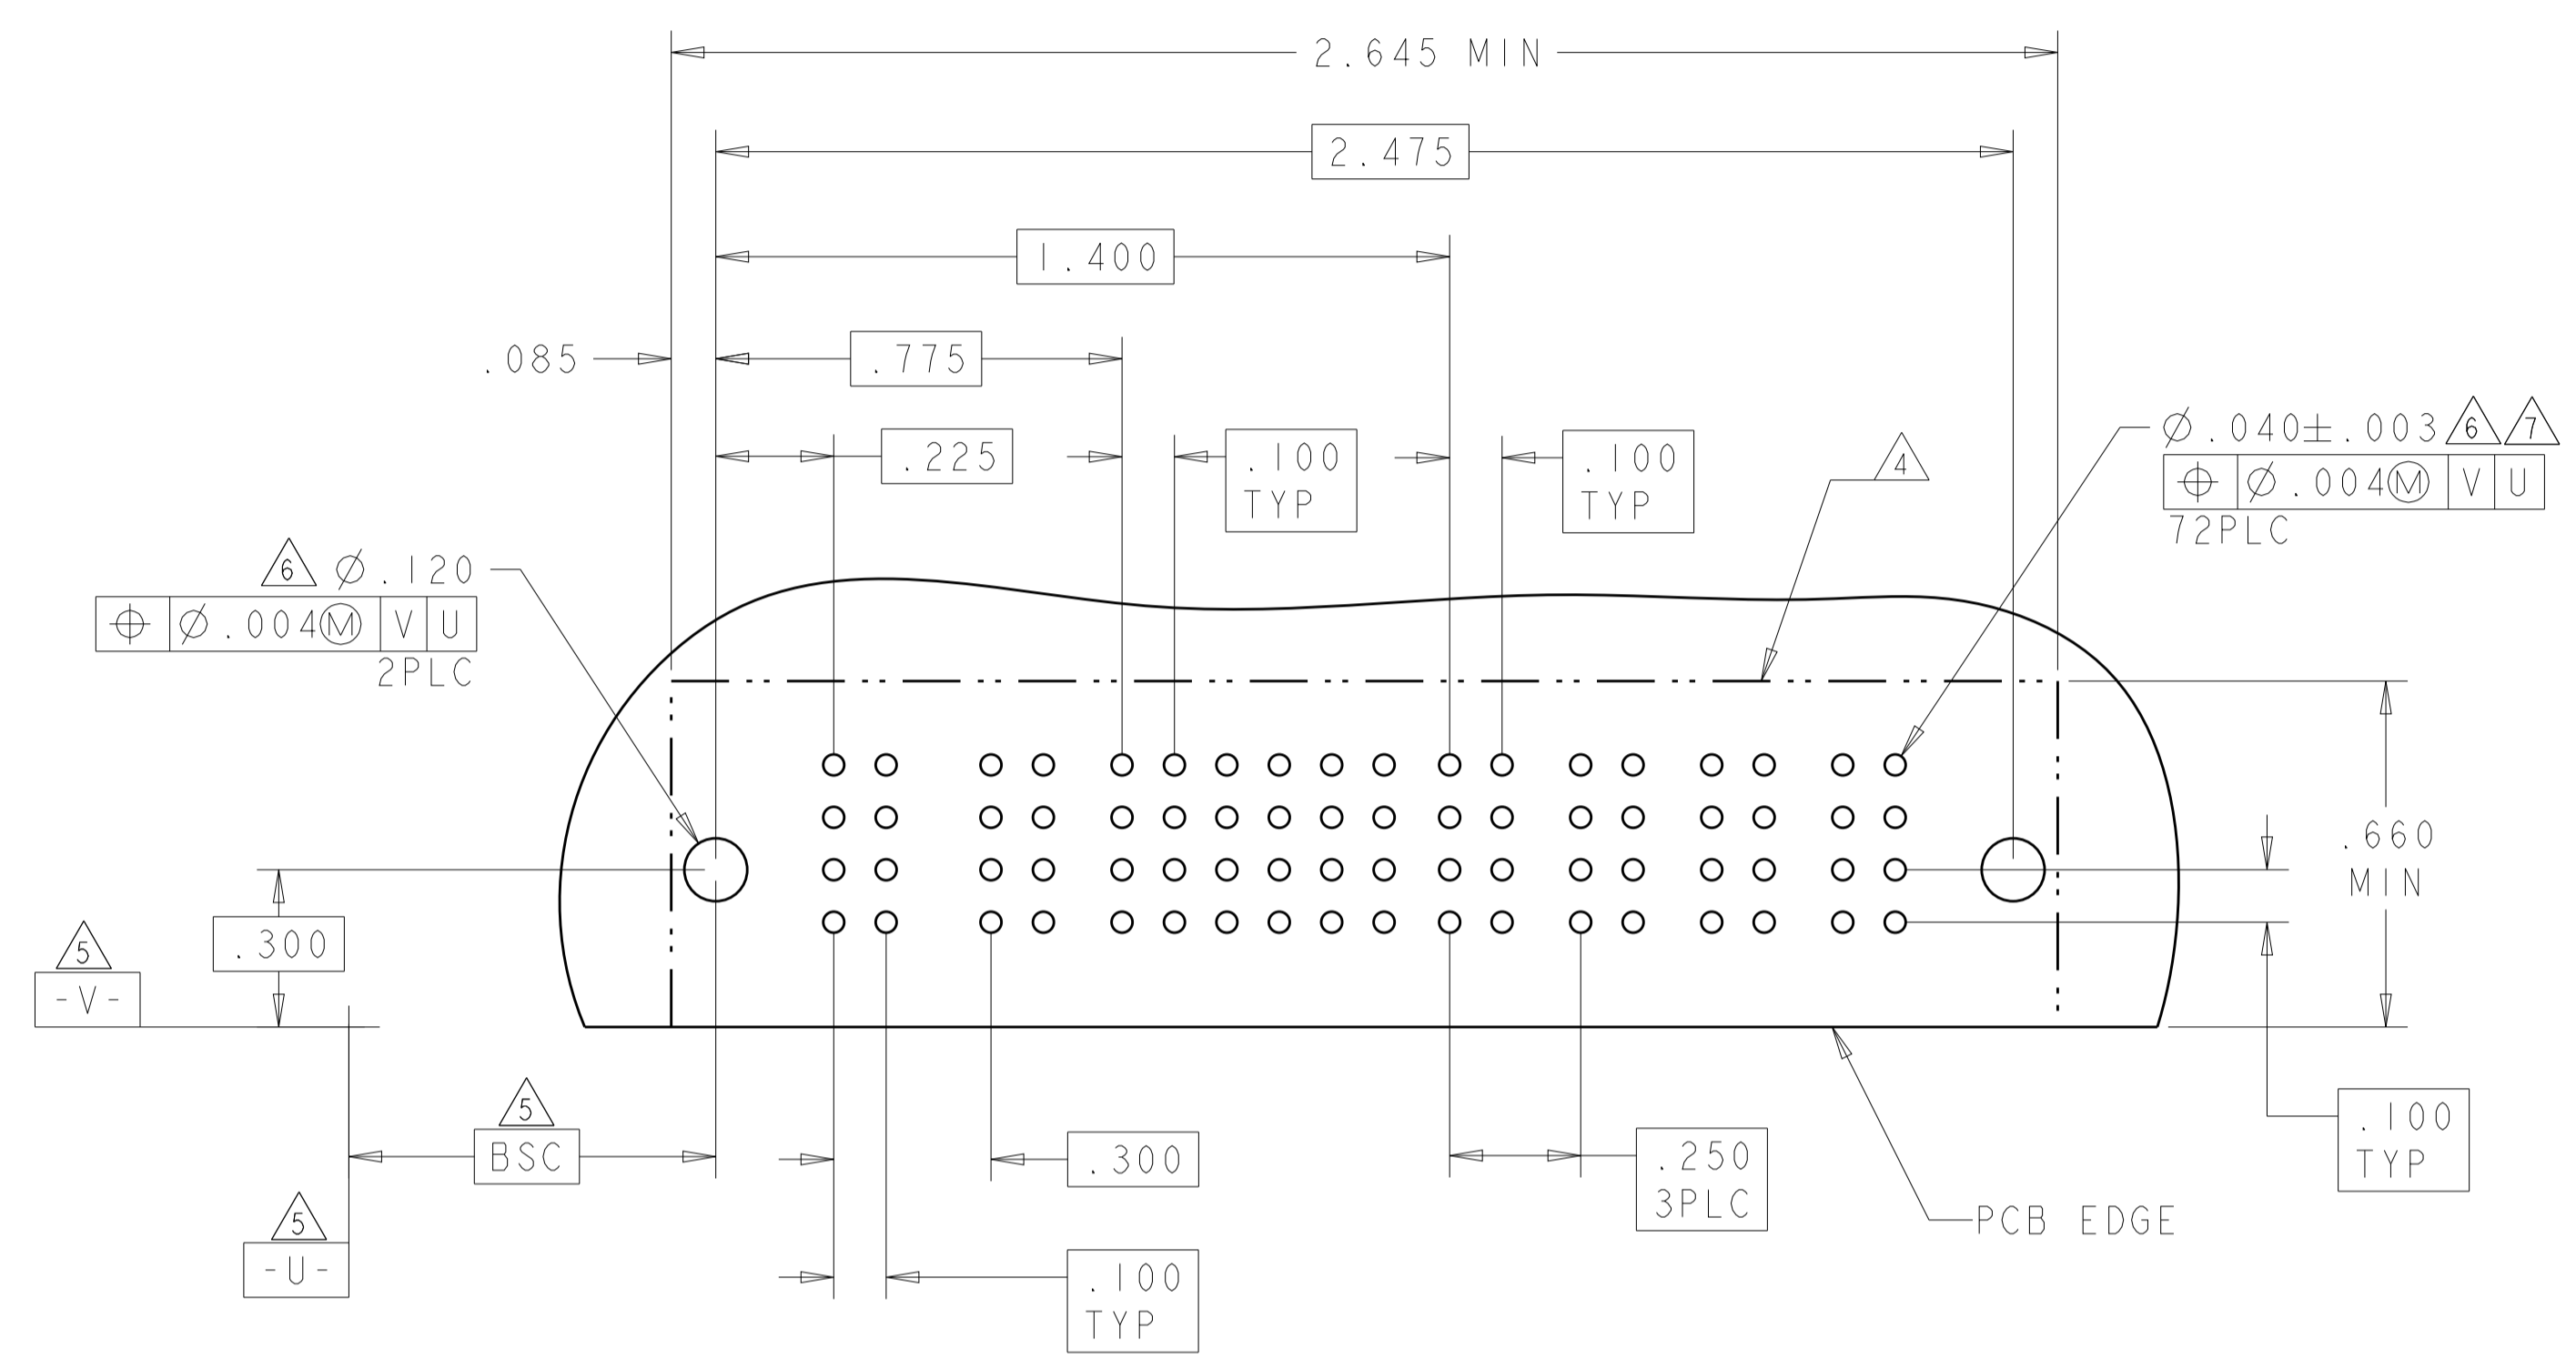 2.645 MIN
2.475
1.400
.085
.775
.225
.100
TYP
.100
TYP
4
⌀.040±.003 6 7
⌖ ⌀.004Ⓜ V U
72PLC
6 ⌀.120
⌖ ⌀.004Ⓜ V U
2PLC
.660
MIN
.300
5
-V-
5
BSC
.300
.250
3PLC
.100
TYP
5
-U-
PCB EDGE
.100
TYP